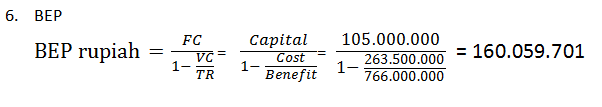 6. BEP
BEP rupiah = FC / (1− VC/TR) = Capital / (1− Cost/Benefit) = 105.000.000 / (1− 263.500.000/766.000.000) = 160.059.701